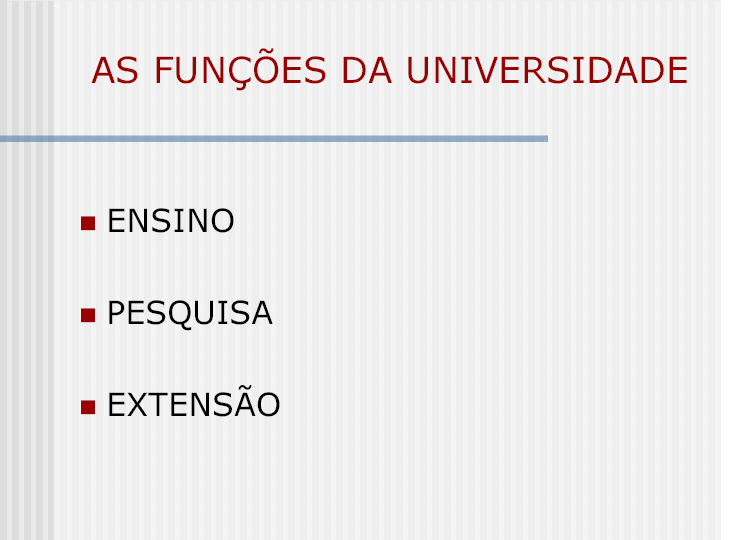 AS FUNÇÕES DA UNIVERSIDADE
ENSINO
PESQUISA
EXTENSÃO